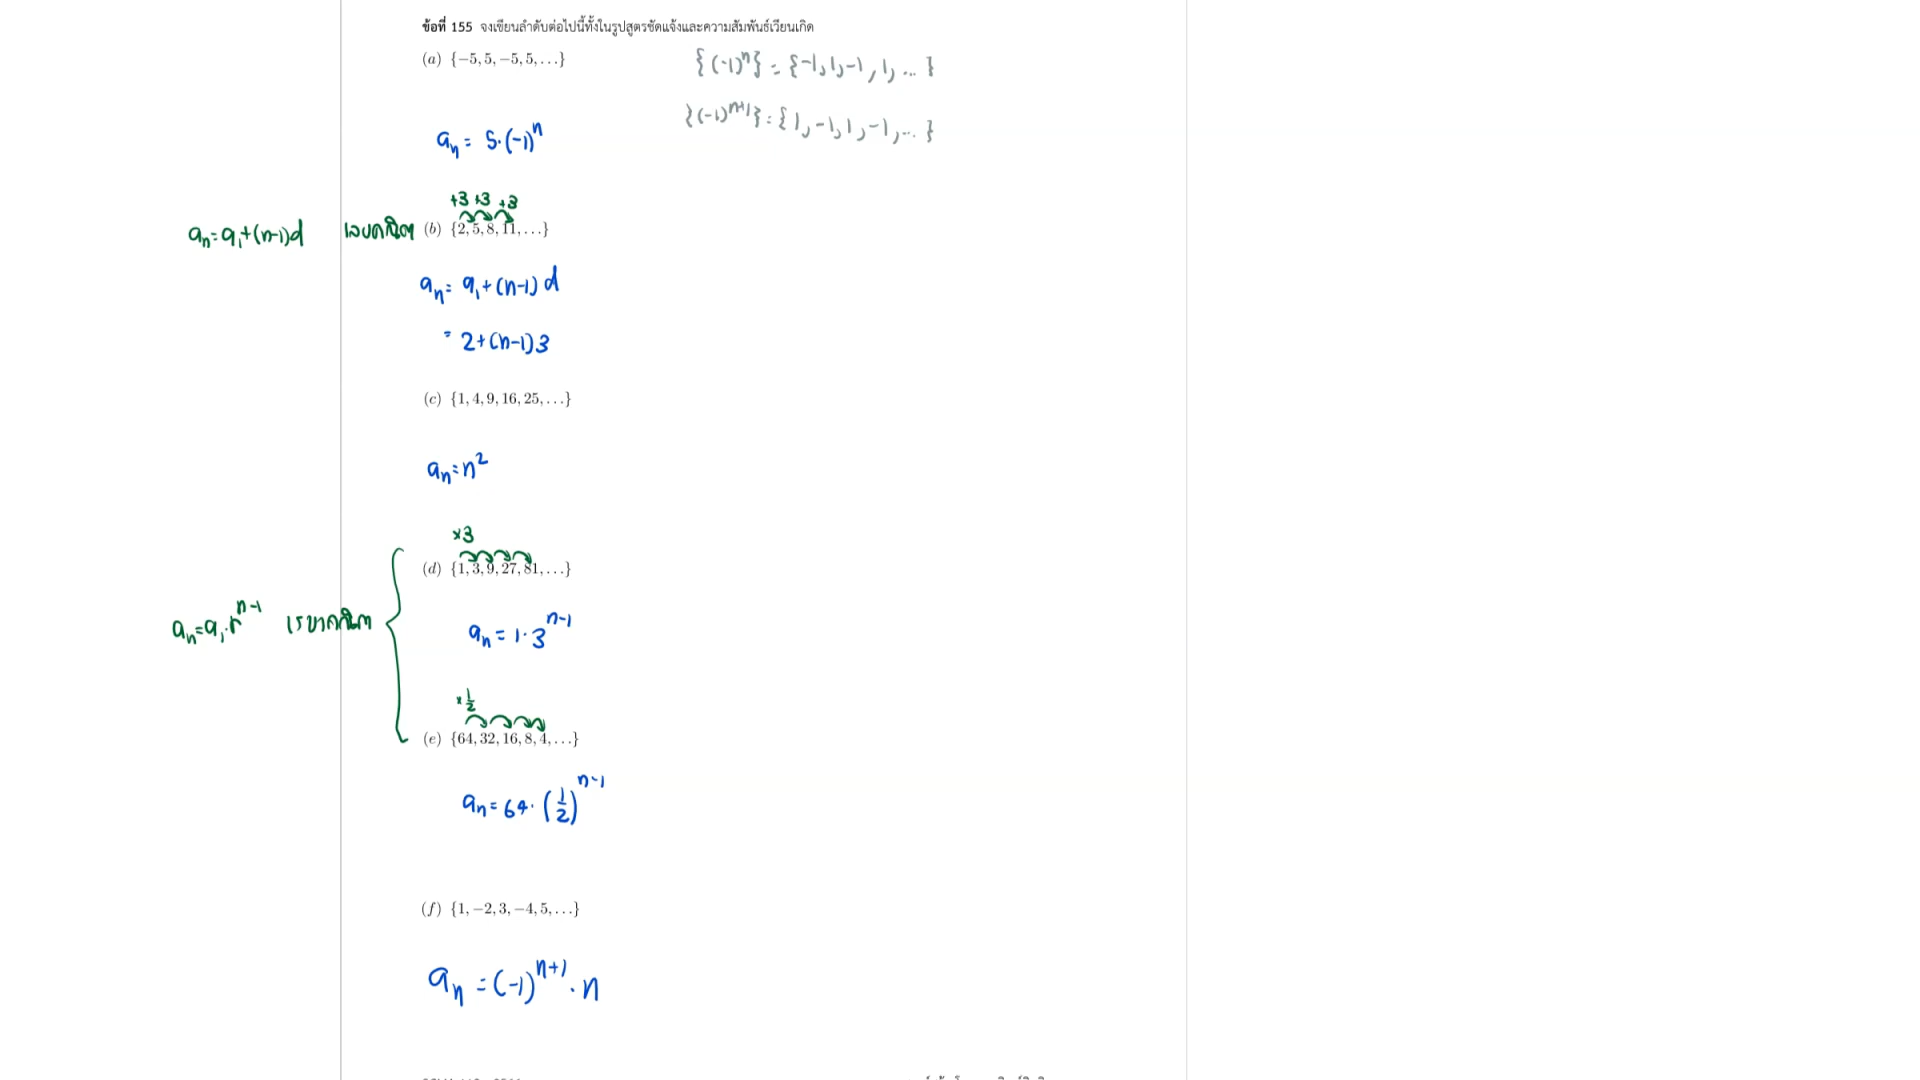 ข้อที่ 155 จงเขียนลำดับต่อไปนี้ทั้งในรูปสูตรชัดแจ้งและความสัมพันธ์เวียนเกิด
(a) {−5, 5, −5, 5, . . .}
{(-1)^n} = {-1, 1, -1, 1, ... }
{(-1)^{n+1}} = {1, -1, 1, -1, ... }
a_n = 5·(-1)^n
+3 +3 +3
a_n = a_1+(n-1)d เลขคณิต (b) {2, 5, 8, 11, . . .}
a_n = a_1+(n-1)d
= 2+(n-1)3
(c) {1, 4, 9, 16, 25, . . .}
a_n = n^2
×3
(d) {1, 3, 9, 27, 81, . . .}
a_n = a_1·r^{n-1} เรขาคณิต
a_n = 1·3^{n-1}
×1/2
(e) {64, 32, 16, 8, 4, . . .}
a_n = 64·(1/2)^{n-1}
(f) {1, −2, 3, −4, 5, . . .}
a_n = (-1)^{n+1}·n